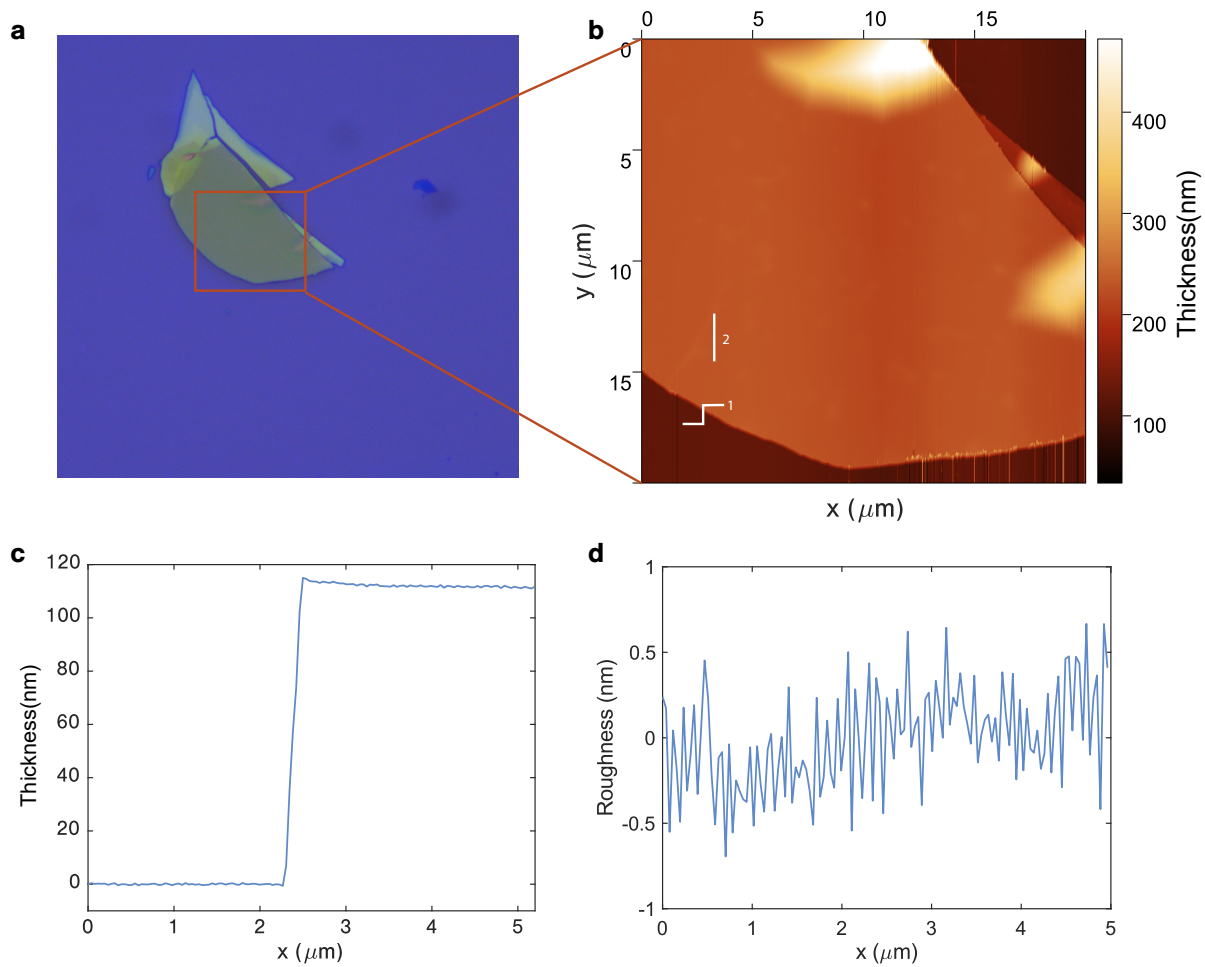 a
b
0 5 10 15
0
5
10
15
y (μm)
x (μm)
2
1
400
300
200
100
Thickness(nm)
c
120
100
80
60
40
20
0
Thickness(nm)
0 1 2 3 4 5
x (μm)
d
1
0.5
0
-0.5
-1
Roughness (nm)
0 1 2 3 4 5
x (μm)